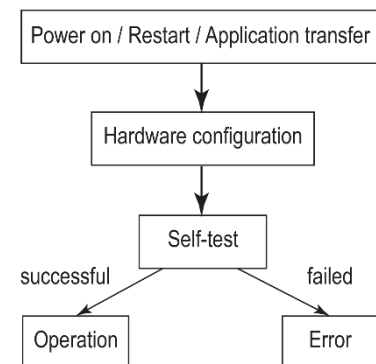 Power on / Restart / Application transfer
Hardware configuration
Self-test
successful
failed
Operation
Error